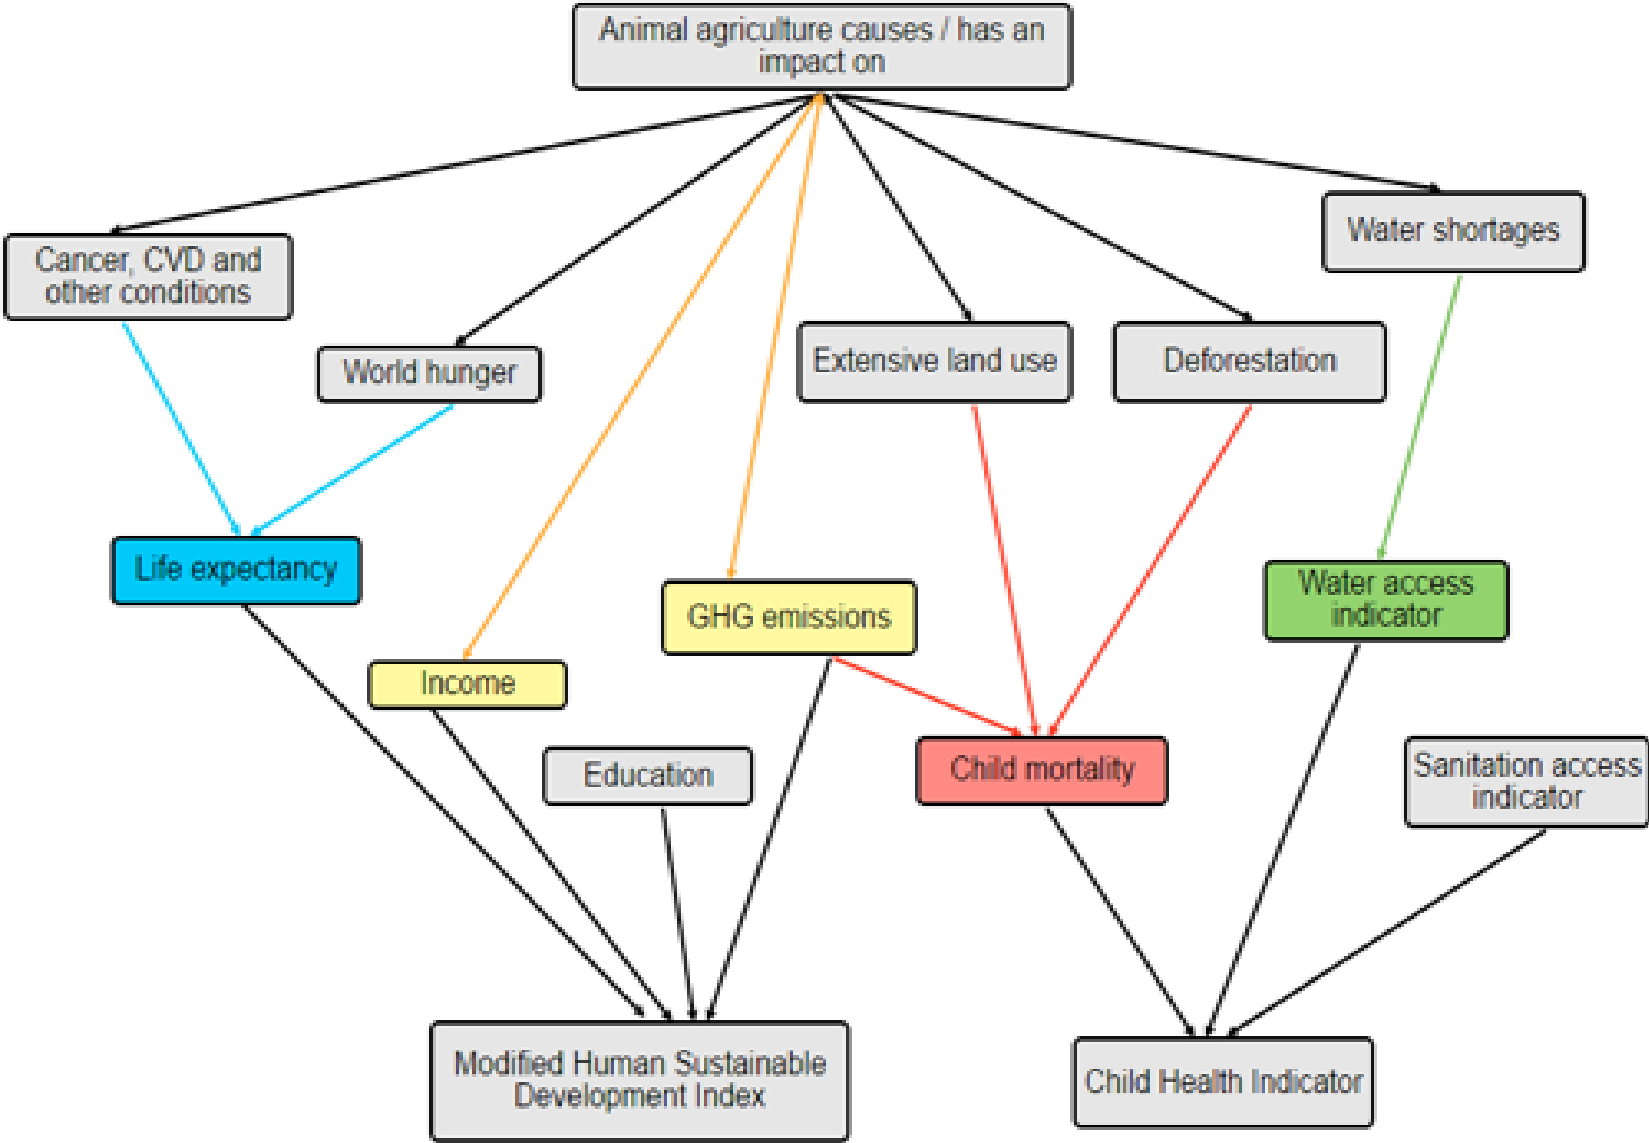 Animal agriculture causes / has an
impact on
Water shortages
Cancer, CVD and
other conditions
World hunger
Extensive land use
Deforestation
Life expectancy
GHG emissions
Water access
indicator
Income
Education
Child mortality
Sanitation access
indicator
Modified Human Sustainable
Development Index
Child Health Indicator